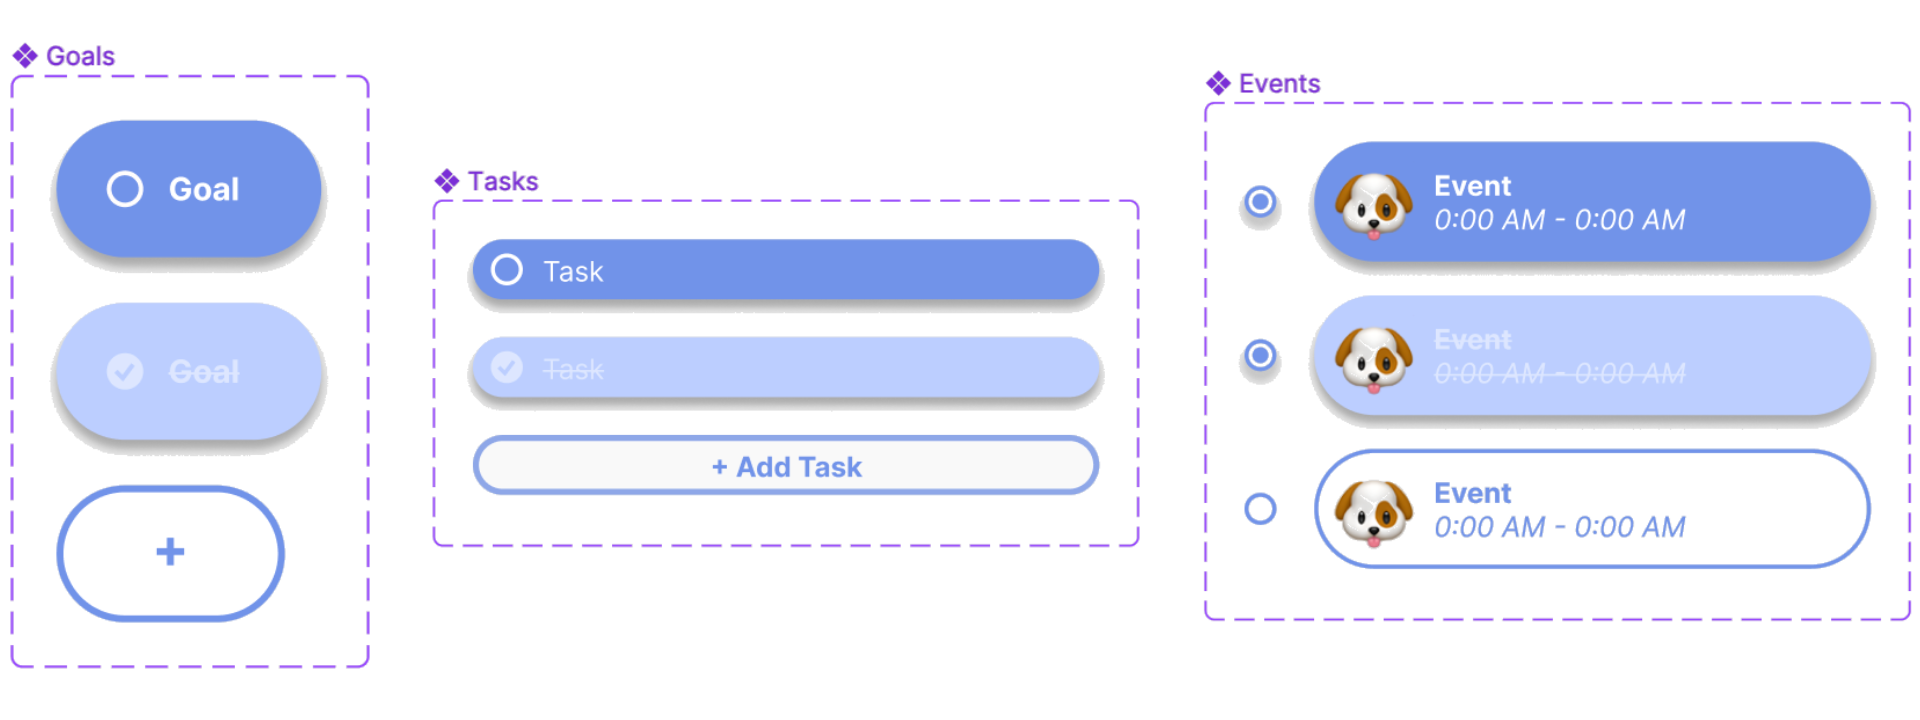 Goals
Goal
Goal
+
Tasks
Task
Task
+ Add Task
Events
Event
0:00 AM - 0:00 AM
Event
0:00 AM - 0:00 AM
Event
0:00 AM - 0:00 AM